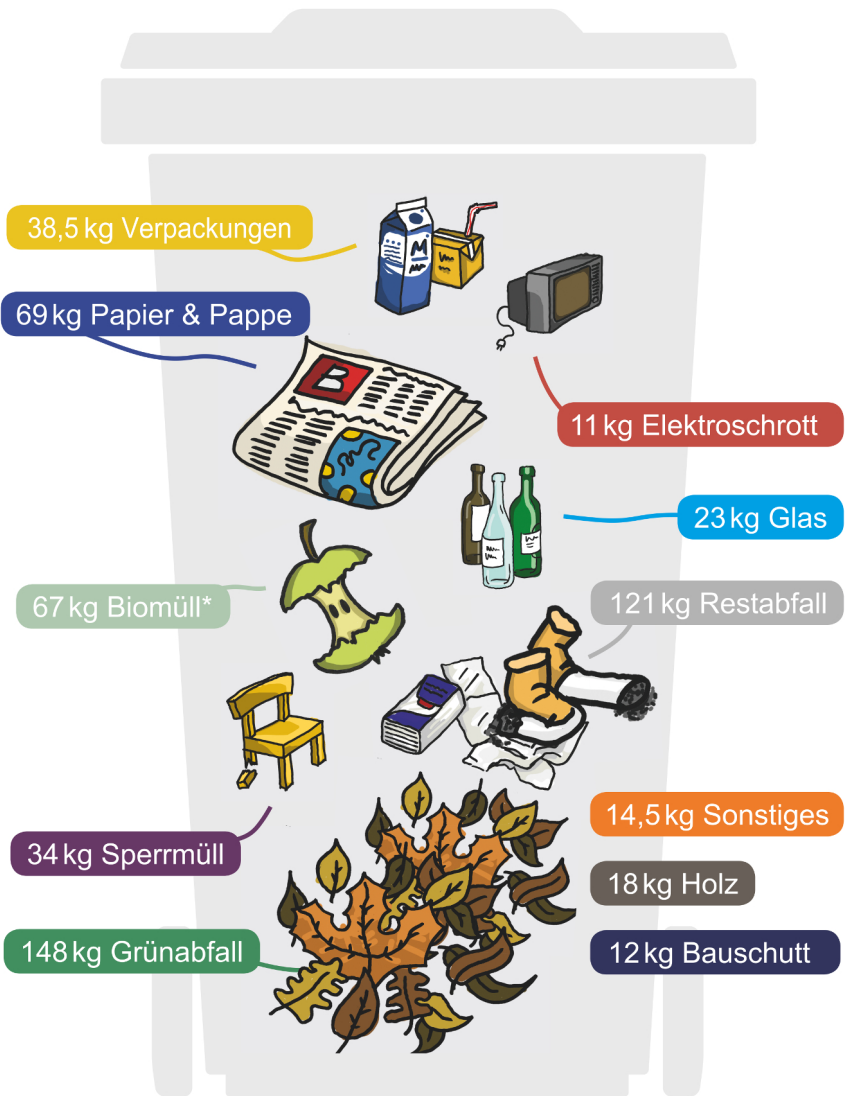 38,5 kg Verpackungen
69 kg Papier & Pappe
B
M
11 kg Elektroschrott
23 kg Glas
67 kg Biomüll*
121 kg Restabfall
14,5 kg Sonstiges
34 kg Sperrmüll
18 kg Holz
148 kg Grünabfall
12 kg Bauschutt